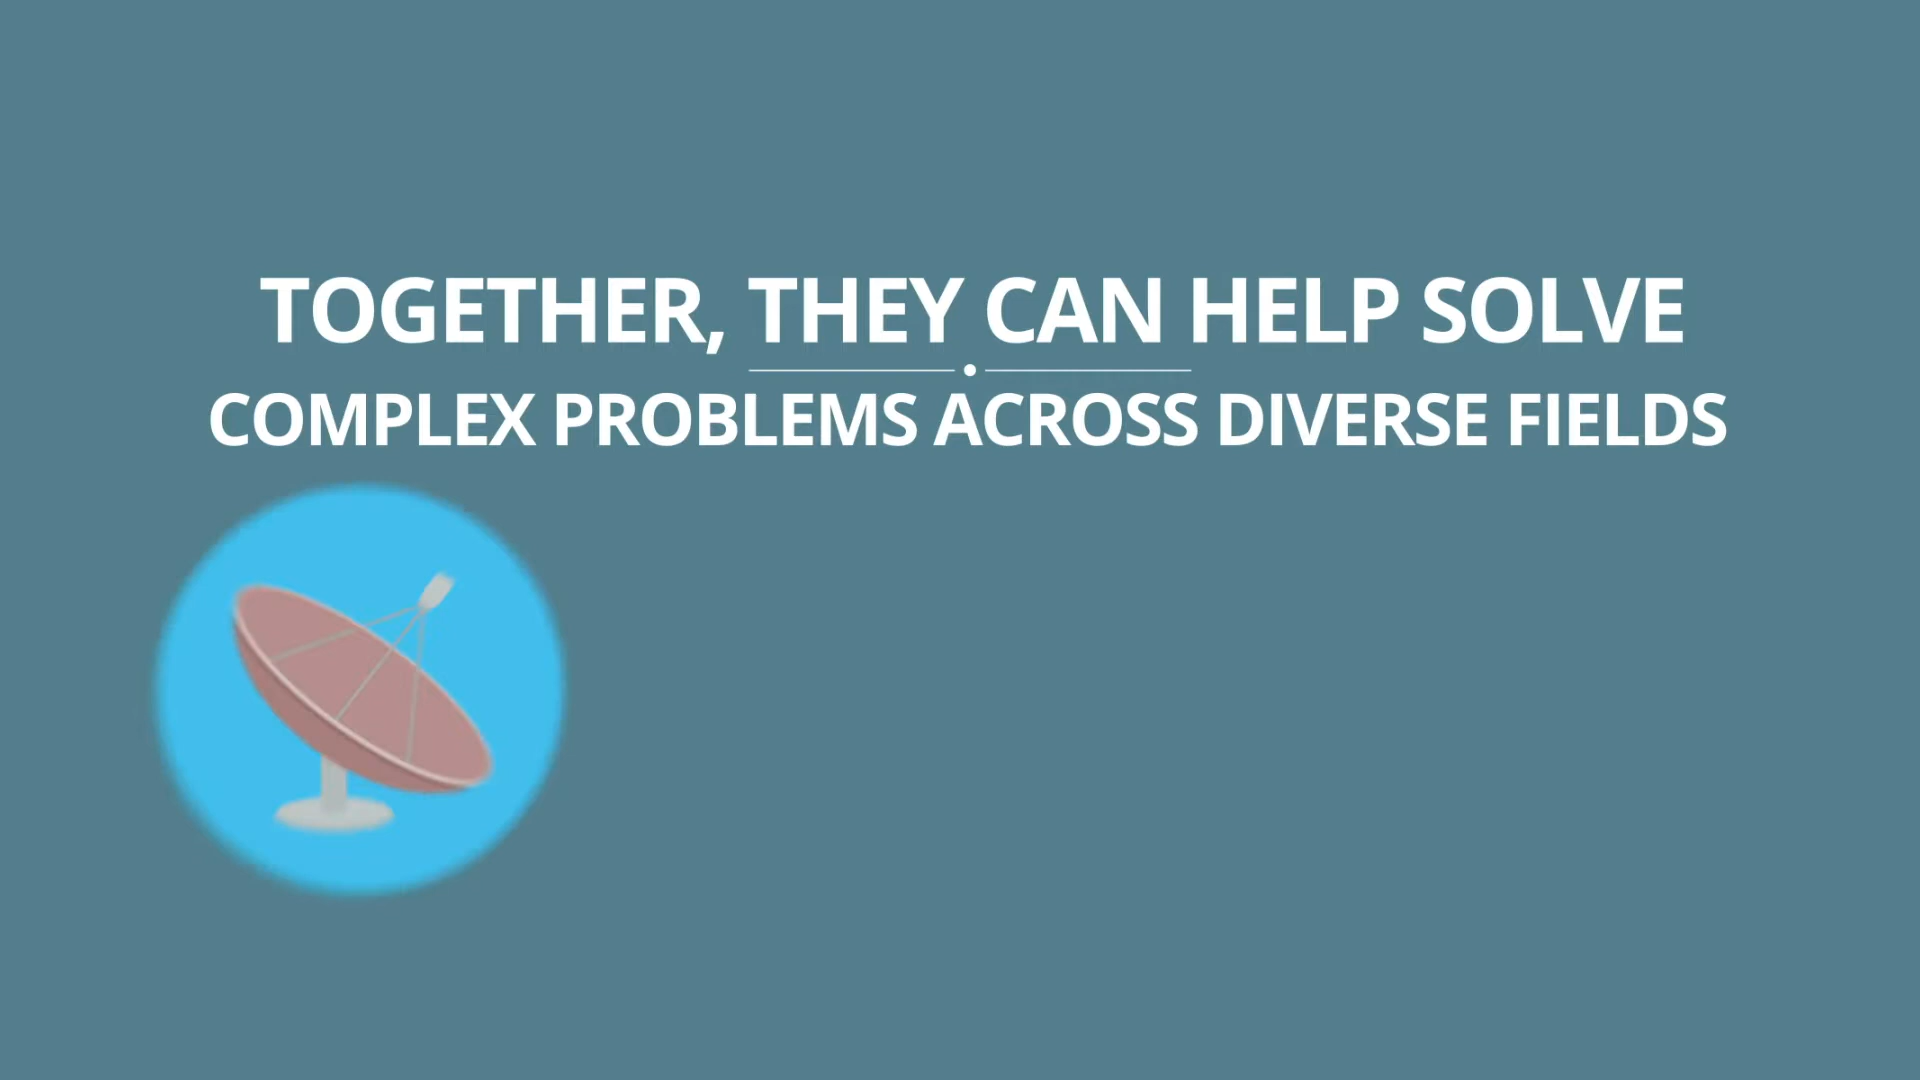 TOGETHER, THEY CAN HELP SOLVE
COMPLEX PROBLEMS ACROSS DIVERSE FIELDS